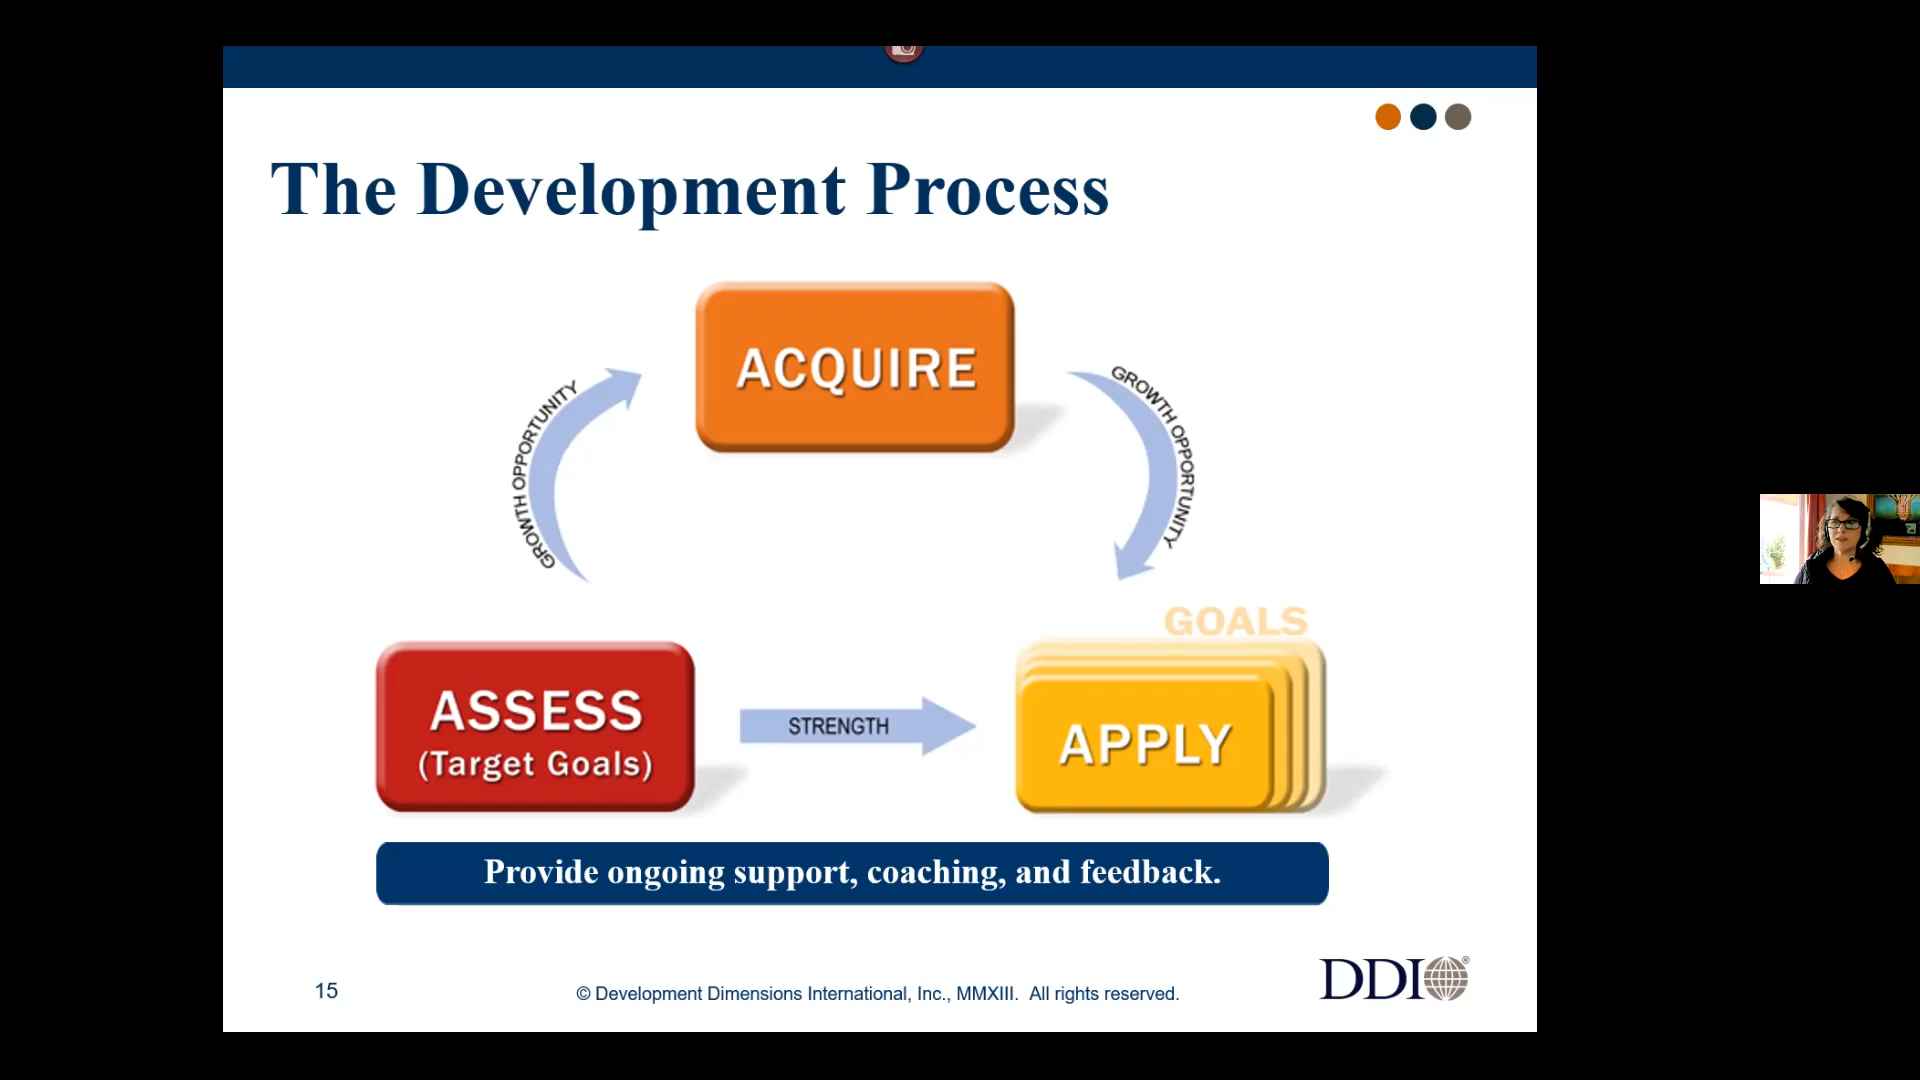 The Development Process
ACQUIRE
GROWTH OPPORTUNITY
GROWTH OPPORTUNITY
GOALS
ASSESS
(Target Goals)
STRENGTH
APPLY
Provide ongoing support, coaching, and feedback.
15
© Development Dimensions International, Inc., MMXIII. All rights reserved.
DDI®